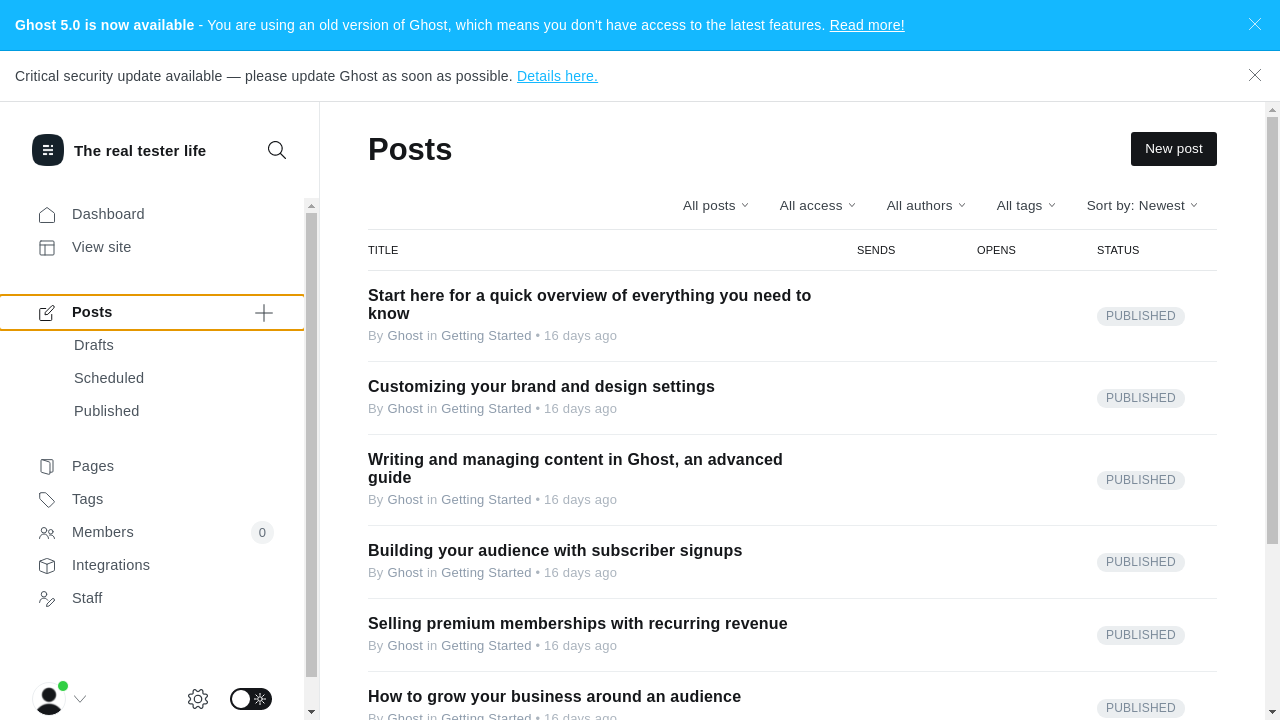 Ghost 5.0 is now available - You are using an old version of Ghost, which means you don't have access to the latest features. Read more!
Critical security update available — please update Ghost as soon as possible. Details here.
The real tester life
Dashboard
View site
Posts
Drafts
Scheduled
Published
Pages
Tags
Members 0
Integrations
Staff
Posts
New post
All posts All access All authors All tags Sort by: Newest
TITLE SENDS OPENS STATUS
Start here for a quick overview of everything you need to
know
By Ghost in Getting Started • 16 days ago
PUBLISHED
Customizing your brand and design settings
By Ghost in Getting Started • 16 days ago
PUBLISHED
Writing and managing content in Ghost, an advanced
guide
By Ghost in Getting Started • 16 days ago
PUBLISHED
Building your audience with subscriber signups
By Ghost in Getting Started • 16 days ago
PUBLISHED
Selling premium memberships with recurring revenue
By Ghost in Getting Started • 16 days ago
PUBLISHED
How to grow your business around an audience
By Ghost in Getting Started • 16 days ago
PUBLISHED